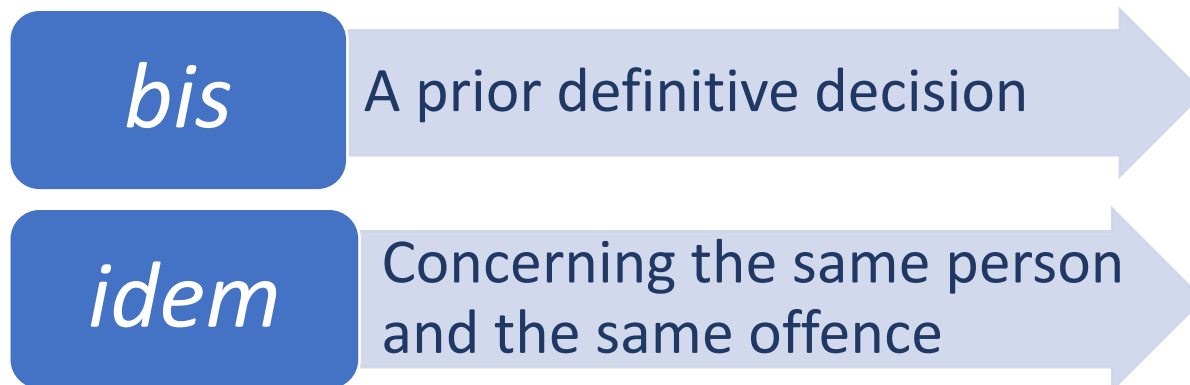 bis
A prior definitive decision
idem
Concerning the same person
and the same offence